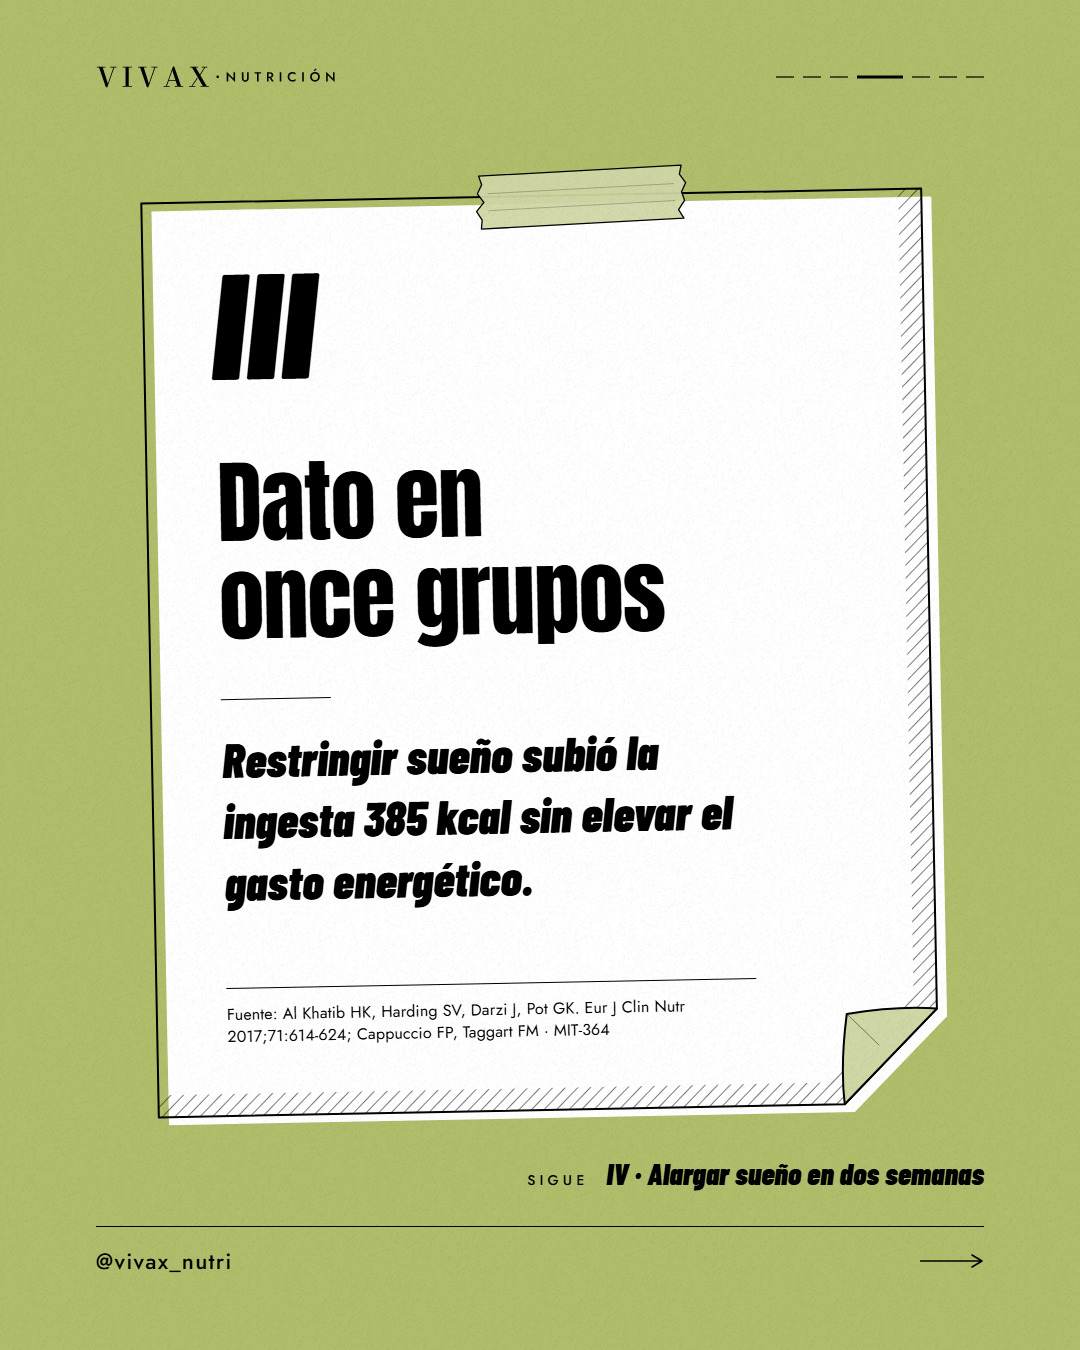 VIVAX·NUTRICIÓN
III
Dato en
once grupos
Restringir sueño subió la
ingesta 385 kcal sin elevar el
gasto energético.
Fuente: Al Khatib HK, Harding SV, Darzi J, Pot GK. Eur J Clin Nutr
2017;71:614-624; Cappuccio FP, Taggart FM · MIT-364
SIGUE IV · Alargar sueño en dos semanas
@vivax_nutri